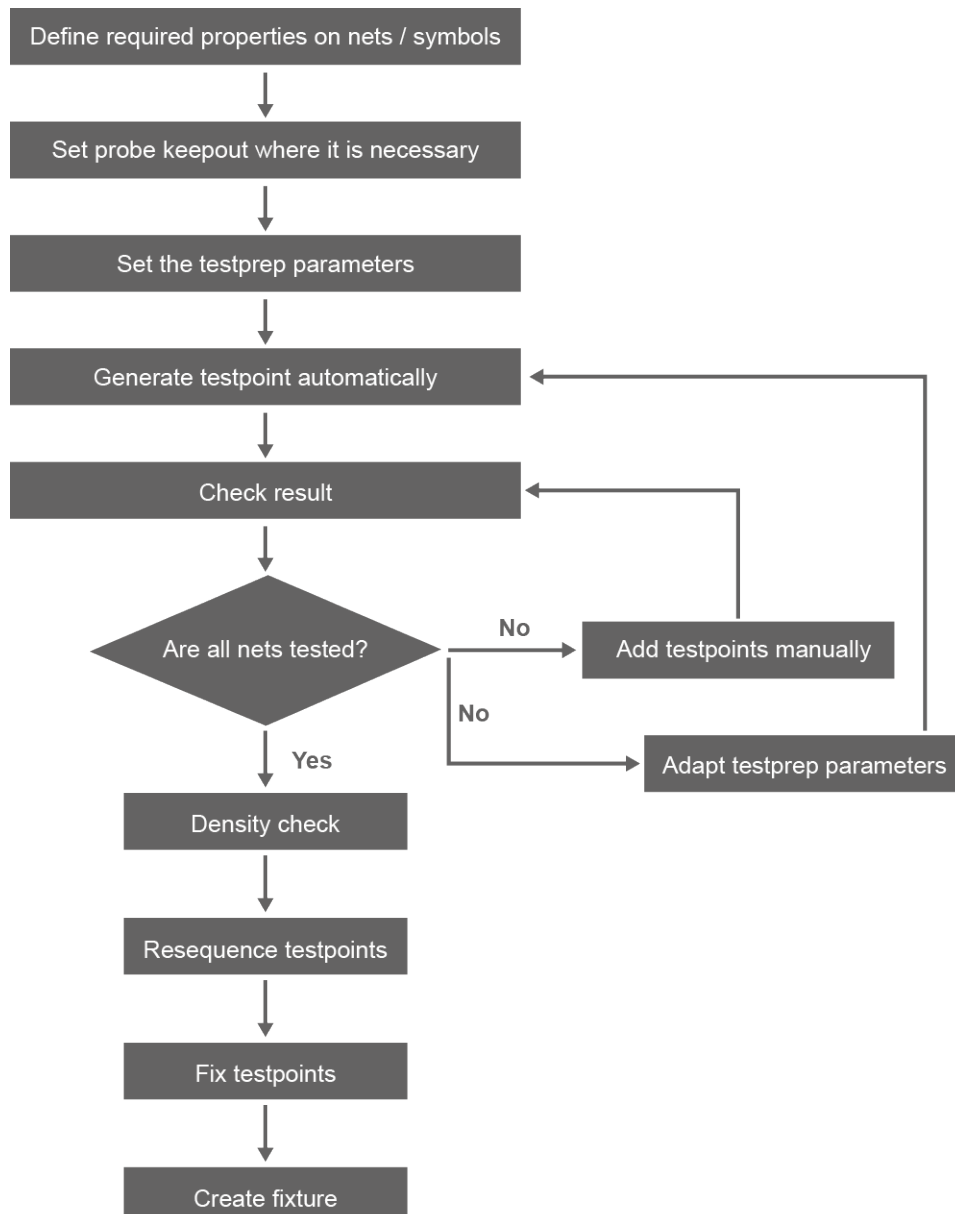 Define required properties on nets / symbols
Set probe keepout where it is necessary
Set the testprep parameters
Generate testpoint automatically
Check result
Are all nets tested?
No
Add testpoints manually
No
Adapt testprep parameters
Yes
Density check
Resequence testpoints
Fix testpoints
Create fixture